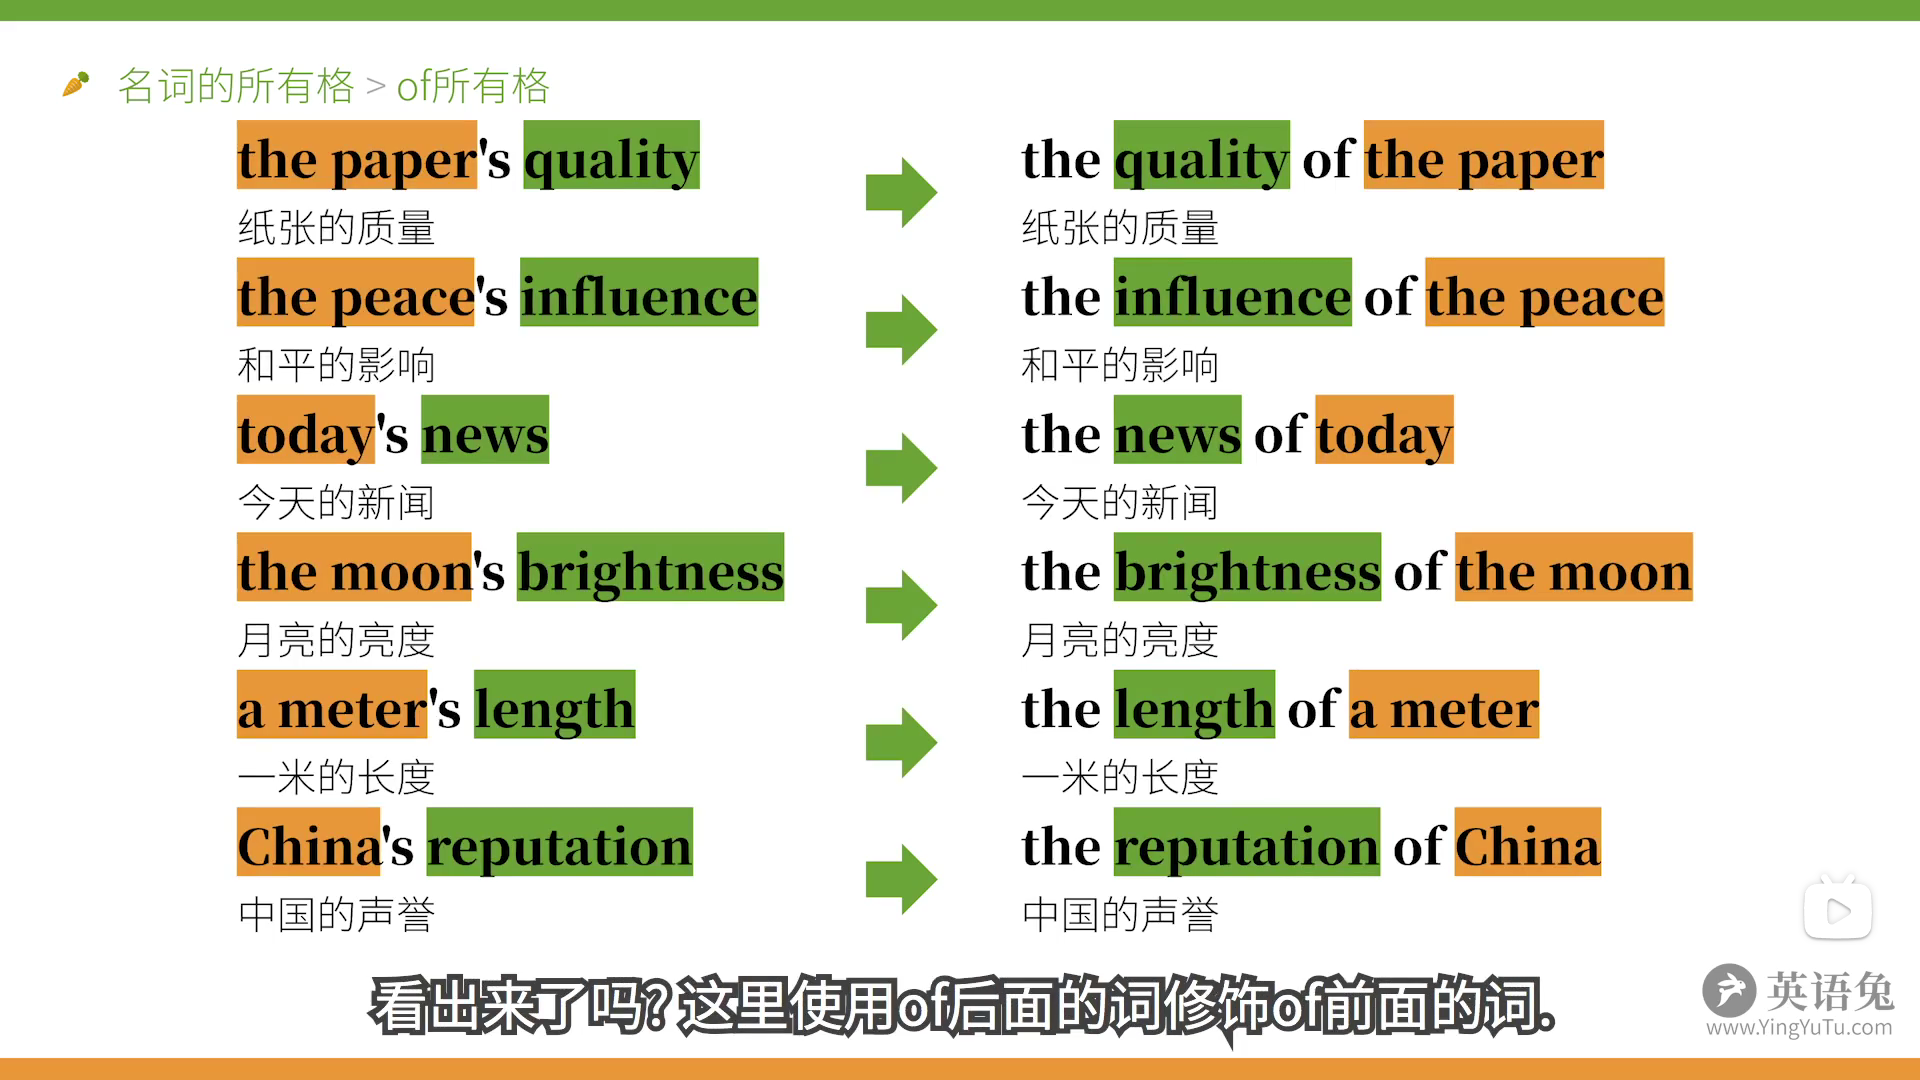 名词的所有格 > of所有格
the paper's quality
the quality of the paper
纸张的质量
纸张的质量
the peace's influence
the influence of the peace
和平的影响
和平的影响
today's news
the news of today
今天的新闻
今天的新闻
the moon's brightness
the brightness of the moon
月亮的亮度
月亮的亮度
a meter's length
the length of a meter
一米的长度
一米的长度
China's reputation
the reputation of China
中国的声誉
中国的声誉
看出来了吗? 这里使用of后面的词修饰of前面的词.
英语兔
www.YingYuTu.com